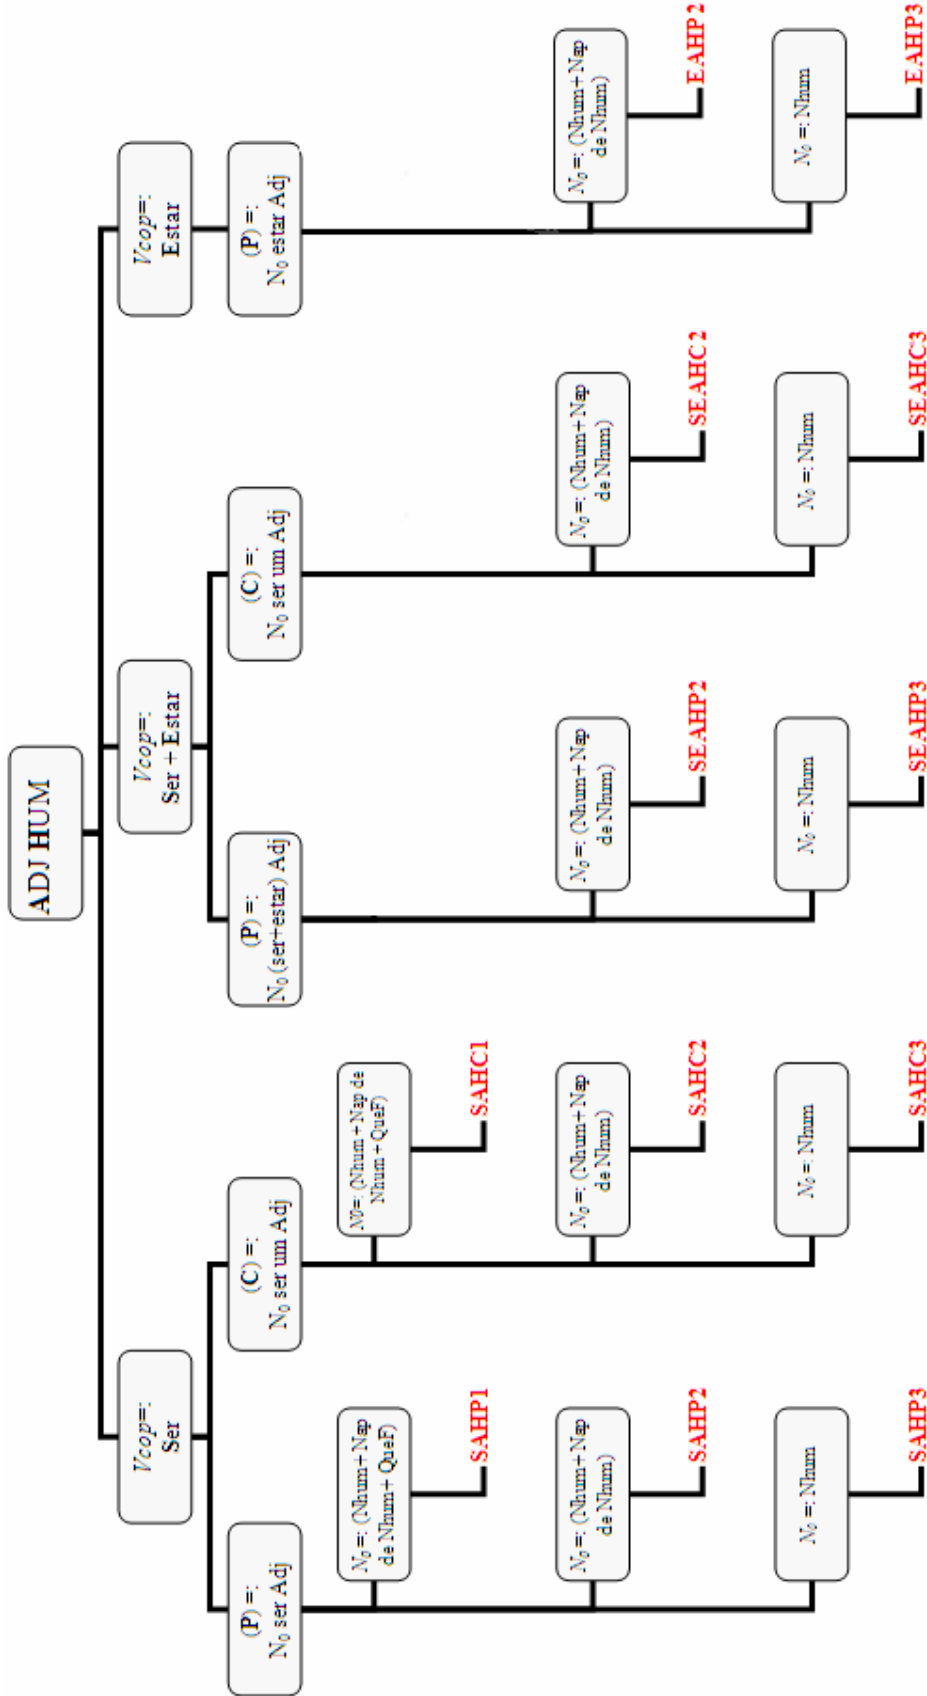 ADJ HUM
Vcop=:
Ser
(P) =:
N₀ ser Adj
N₀ =: (Nhum+ Nap
de Nhum+ QueF)
SAHP1
N₀ =: (Nhum+ Nap
de Nhum)
SAHP2
N₀ =: Nhum
SAHP3
(C) =:
N₀ ser um Adj
N0=: (Nhum + Nap de
Nhum + QueF)
SAHC1
N₀ =: (Nhum+ Nap
de Nhum)
SAHC2
N₀ =: Nhum
SAHC3
Vcop=:
Ser + Estar
(P) =:
N₀ (ser+estar) Adj
N₀ =: (Nhum+ Nap
de Nhum)
SEAHP2
N₀ =: Nhum
SEAHP3
(C) =:
N₀ ser um Adj
N₀ =: (Nhum+ Nap
de Nhum)
SEAHC2
N₀ =: Nhum
SEAHC3
Vcop=:
Estar
(P) =:
N₀ estar Adj
N₀ =: (Nhum+ Nap
de Nhum)
EAHP2
N₀ =: Nhum
EAHP3